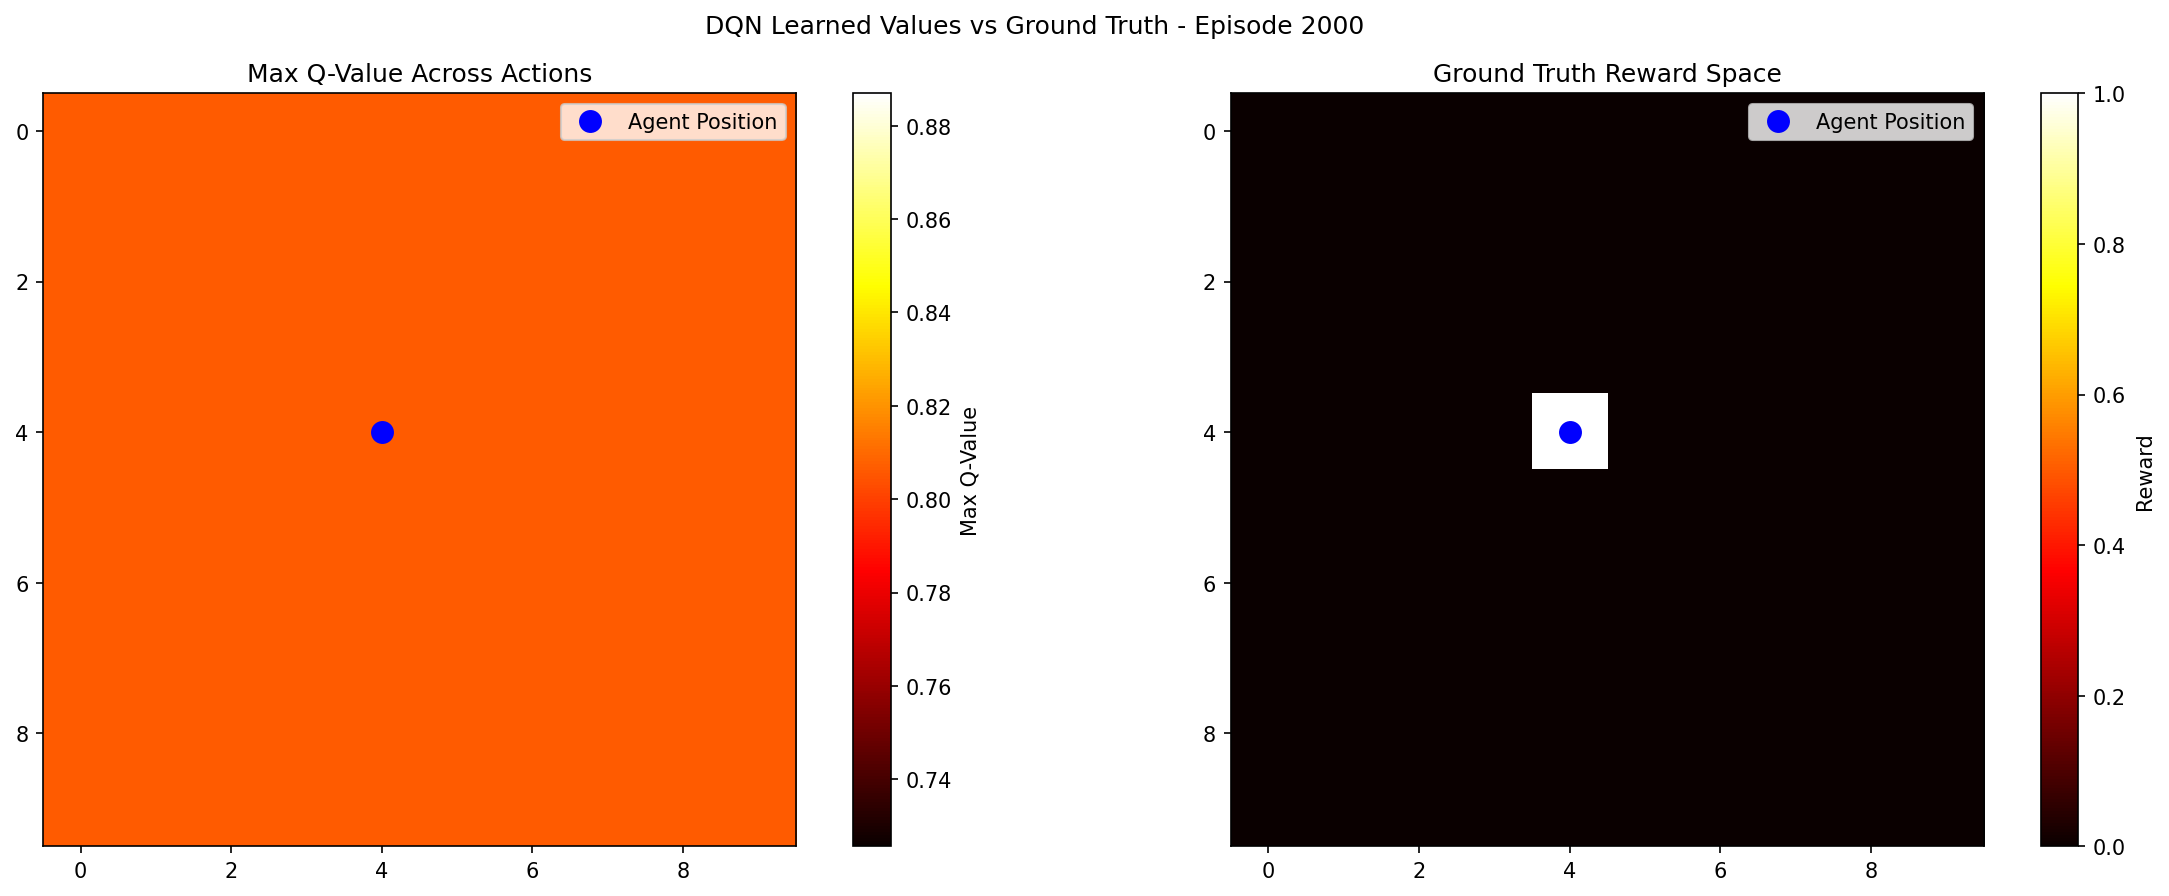 DQN Learned Values vs Ground Truth - Episode 2000
Max Q-Value Across Actions
Agent Position
0
2
4
6
8
0 2 4 6 8
0.88
0.86
0.84
0.82
0.80
0.78
0.76
0.74
Max Q-Value
Ground Truth Reward Space
Agent Position
0
2
4
6
8
0 2 4 6 8
1.0
0.8
0.6
0.4
0.2
0.0
Reward